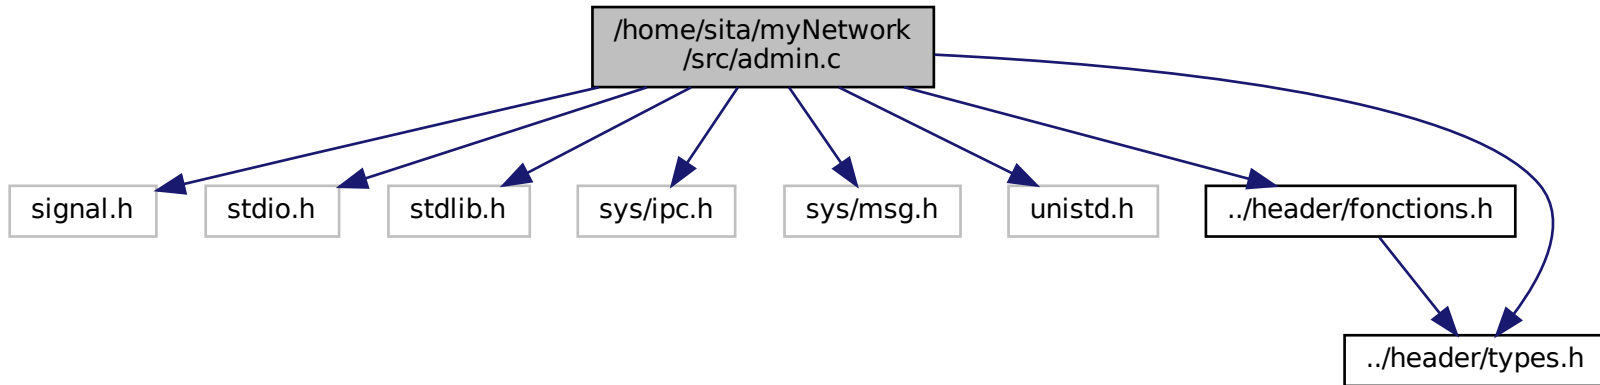 /home/sita/myNetwork
/src/admin.c
signal.h
stdio.h
stdlib.h
sys/ipc.h
sys/msg.h
unistd.h
../header/fonctions.h
../header/types.h